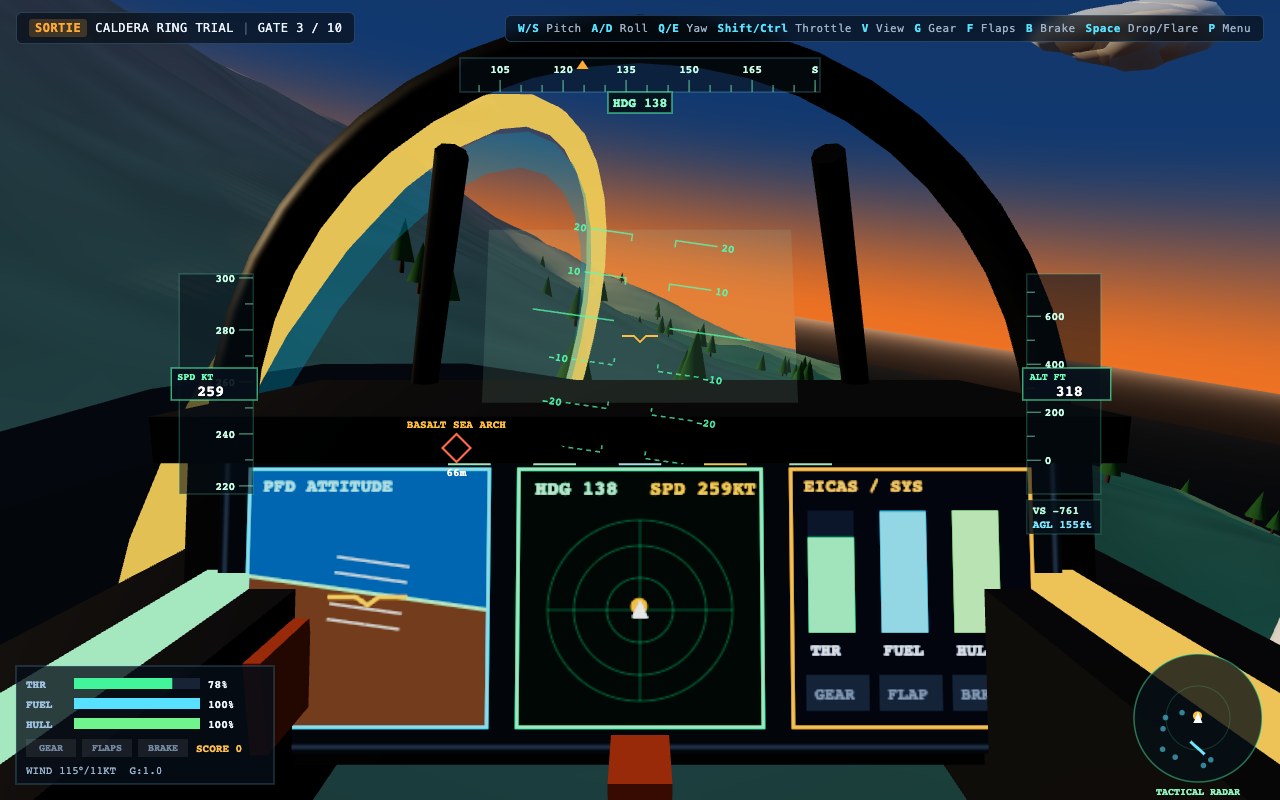 SORTIE CALDERA RING TRIAL | GATE 3 / 10
W/S Pitch A/D Roll Q/E Yaw Shift/Ctrl Throttle V View G Gear F Flaps B Brake Space Drop/Flare P Menu
105 120 135 150 165 S
HDG 138
20 20
10 10
-10 -10
-20 -20
300
280
SPD KT
259
240
220
600
400
ALT FT
318
200
0
VS -761
AGL 155ft
BASALT SEA ARCH
66m
PFD ATTITUDE
HDG 138 SPD 259KT
EICAS / SYS
THR FUEL HUL
GEAR FLAP BRK
THR 78%
FUEL 100%
HULL 100%
GEAR FLAPS BRAKE SCORE 0
WIND 115°/11KT G:1.0
TACTICAL RADAR